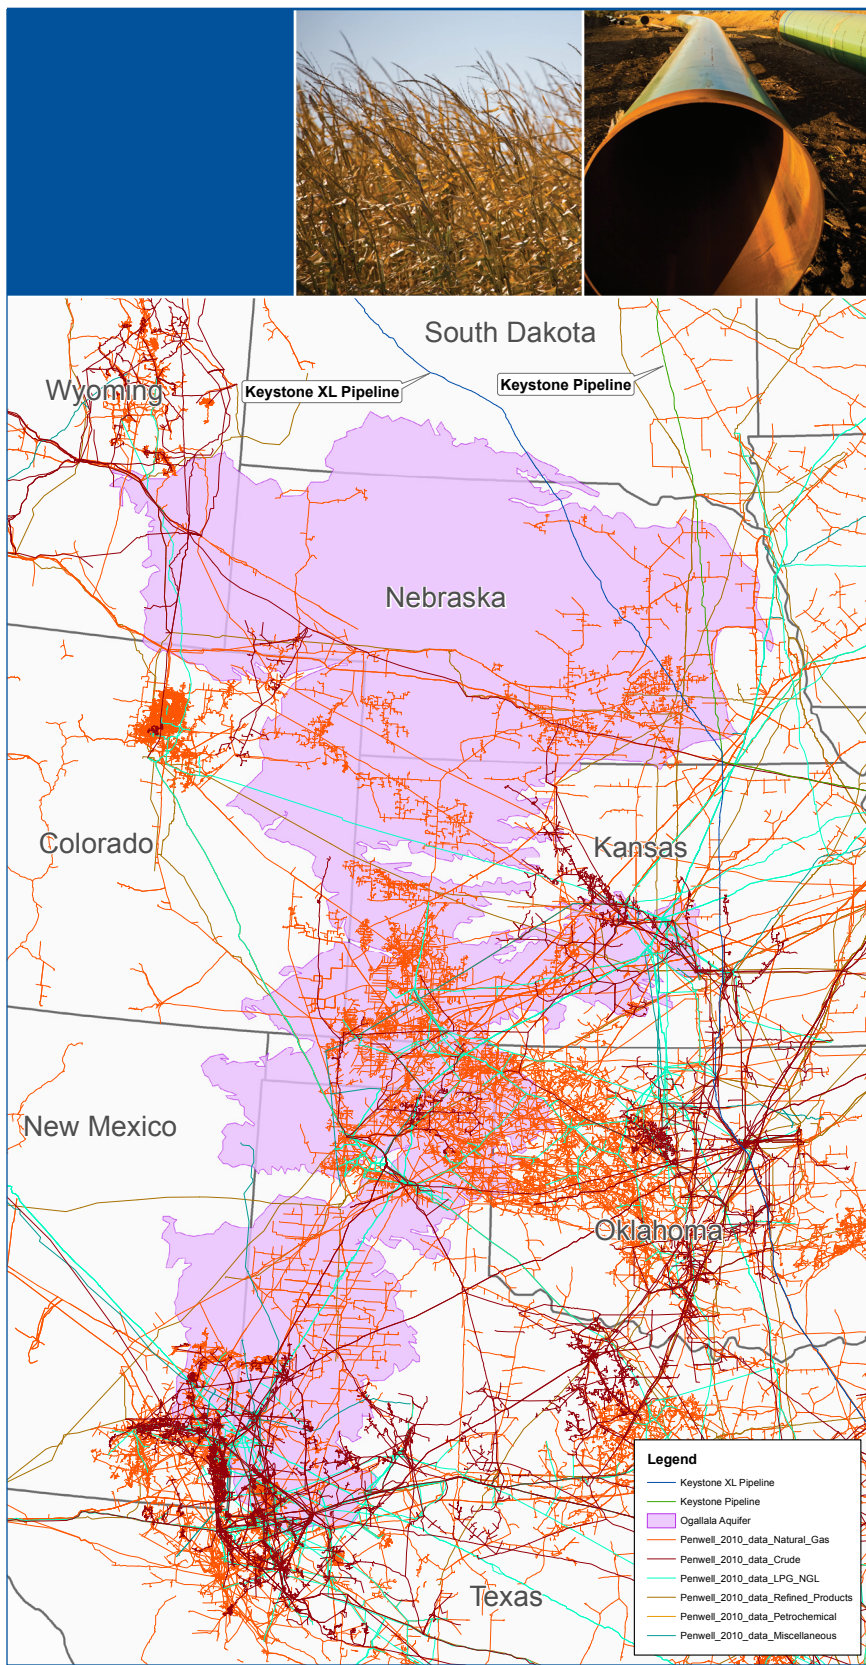 South Dakota
Wyoming
Keystone XL Pipeline
Keystone Pipeline
Nebraska
Colorado
Kansas
New Mexico
Oklahoma
Texas
Legend
Keystone XL Pipeline
Keystone Pipeline
Ogallala Aquifer
Penwell_2010_data_Natural_Gas
Penwell_2010_data_Crude
Penwell_2010_data_LPG_NGL
Penwell_2010_data_Refined_Products
Penwell_2010_data_Petrochemical
Penwell_2010_data_Miscellaneous